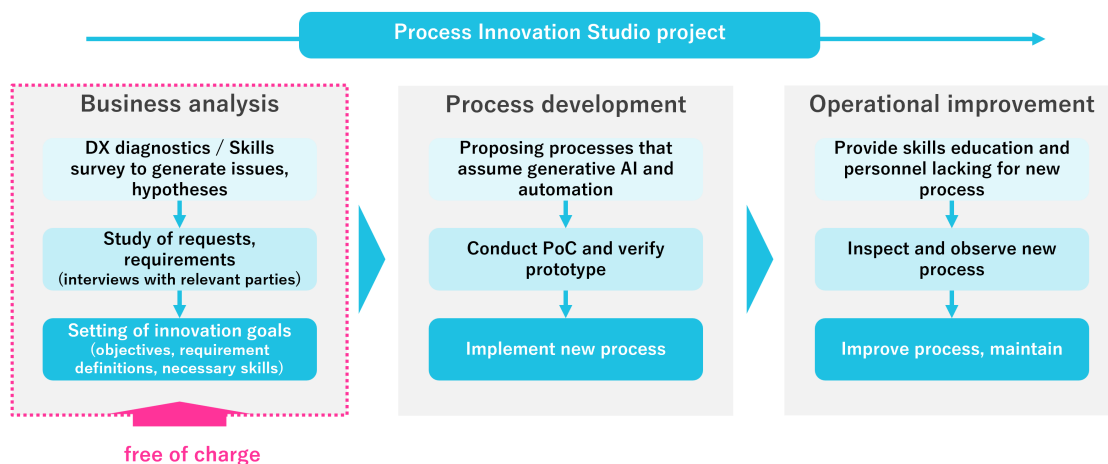 Process Innovation Studio project
Business analysis
DX diagnostics / Skills
survey to generate issues,
hypotheses
Study of requests,
requirements
(interviews with relevant parties)
Setting of innovation goals
(objectives, requirement
definitions, necessary skills)
free of charge
Process development
Proposing processes that
assume generative AI and
automation
Conduct PoC and verify
prototype
Implement new process
Operational improvement
Provide skills education and
personnel lacking for new
process
Inspect and observe new
process
Improve process, maintain